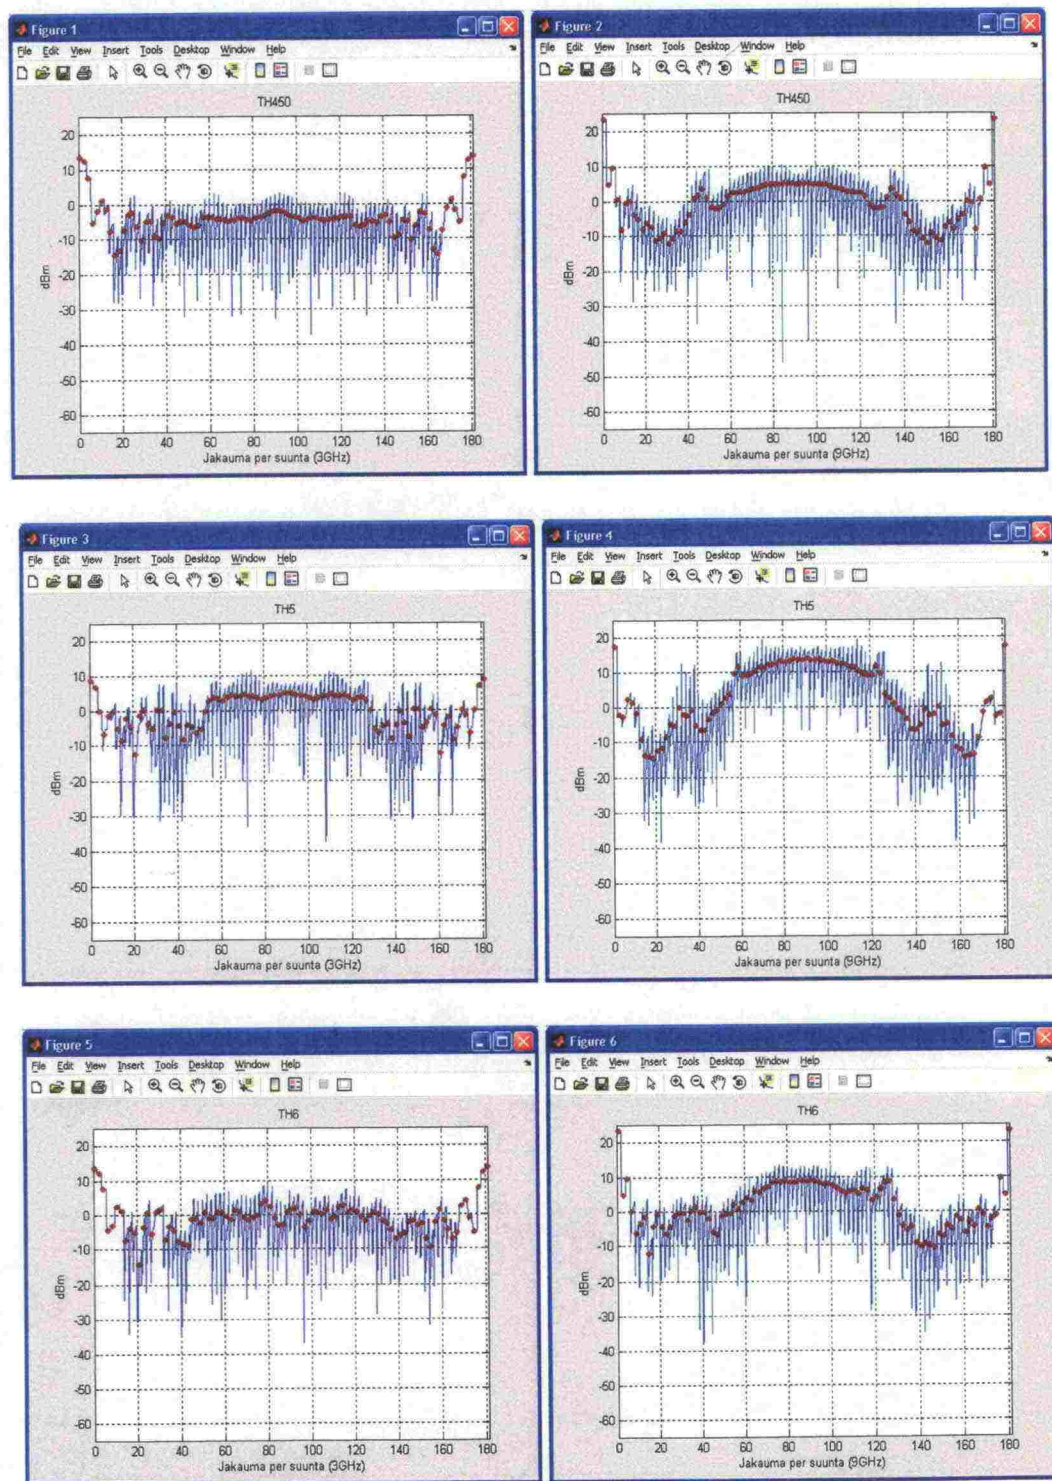 Figure 1
File Edit View Insert Tools Desktop Window Help
TH450
20
10
0
-10
-20
-30
-40
-50
-60
dBm
0 20 40 60 80 100 120 140 160 180
Jakauma per suunta (3GHz)
Figure 2
File Edit View Insert Tools Desktop Window Help
TH450
20
10
0
-10
-20
-30
-40
-50
-60
dBm
0 20 40 60 80 100 120 140 160 180
Jakauma per suunta (9GHz)
Figure 3
File Edit View Insert Tools Desktop Window Help
TH5
20
10
0
-10
-20
-30
-40
-50
-60
dBm
0 20 40 60 80 100 120 140 160 180
Jakauma per suunta (3GHz)
Figure 4
File Edit View Insert Tools Desktop Window Help
TH5
20
10
0
-10
-20
-30
-40
-50
-60
dBm
0 20 40 60 80 100 120 140 160 180
Jakauma per suunta (9GHz)
Figure 5
File Edit View Insert Tools Desktop Window Help
TH6
20
10
0
-10
-20
-30
-40
-50
-60
dBm
0 20 40 60 80 100 120 140 160 180
Jakauma per suunta (3GHz)
Figure 6
File Edit View Insert Tools Desktop Window Help
TH6
20
10
0
-10
-20
-30
-40
-50
-60
dBm
0 20 40 60 80 100 120 140 160 180
Jakauma per suunta (9GHz)